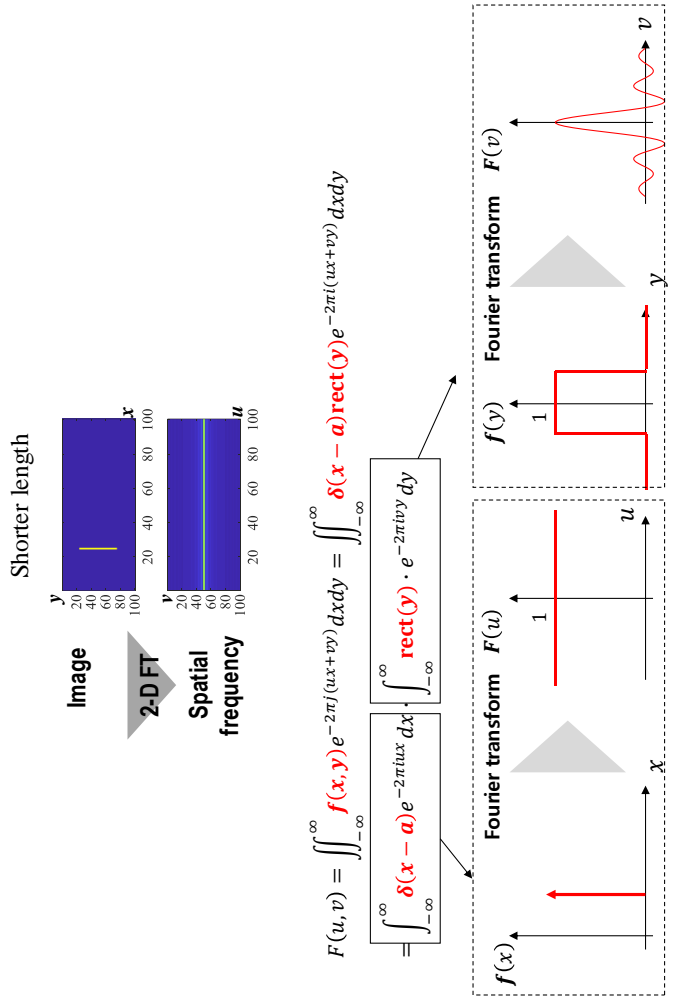 Shorter length
Image
y
20
40
60
80
100
20 40 60 80 100
x
2-D FT
Spatial
frequency
v
20
40
60
80
100
20 40 60 80 100
u
F(u, v) = ∬_{−∞}^{∞} f(x, y)e^{−2πj(ux+vy)}dxdy = ∬_{−∞}^{∞} δ(x − a)rect(y)e^{−2πi(ux+vy)}dxdy
= ∫_{−∞}^{∞} δ(x − a)e^{−2πiux}dx · ∫_{−∞}^{∞} rect(y) · e^{−2πivy}dy
f(x)
x
Fourier transform
F(u)
1
u
f(y)
1
y
Fourier transform
F(v)
v